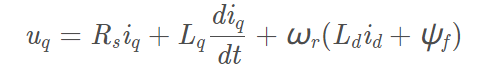 $u_q = R_s i_q + L_q \frac{di_q}{dt} + \omega_r (L_d i_d + \psi_f)$